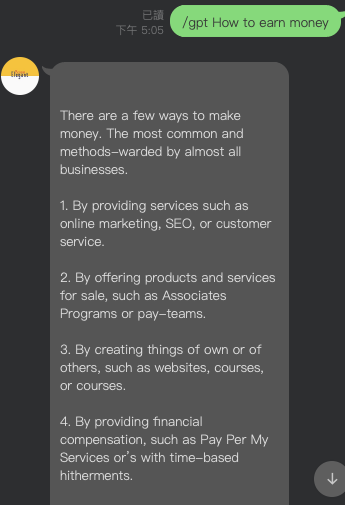 已讀
下午 5:05
/gpt How to earn money
There are a few ways to make
money. The most common and
methods-warded by almost all
businesses.
1. By providing services such as
online marketing, SEO, or customer
service.
2. By offering products and services
for sale, such as Associates
Programs or pay-teams.
3. By creating things of own or of
others, such as websites, courses,
or courses.
4. By providing financial
compensation, such as Pay Per My
Services or's with time-based
hitherments.